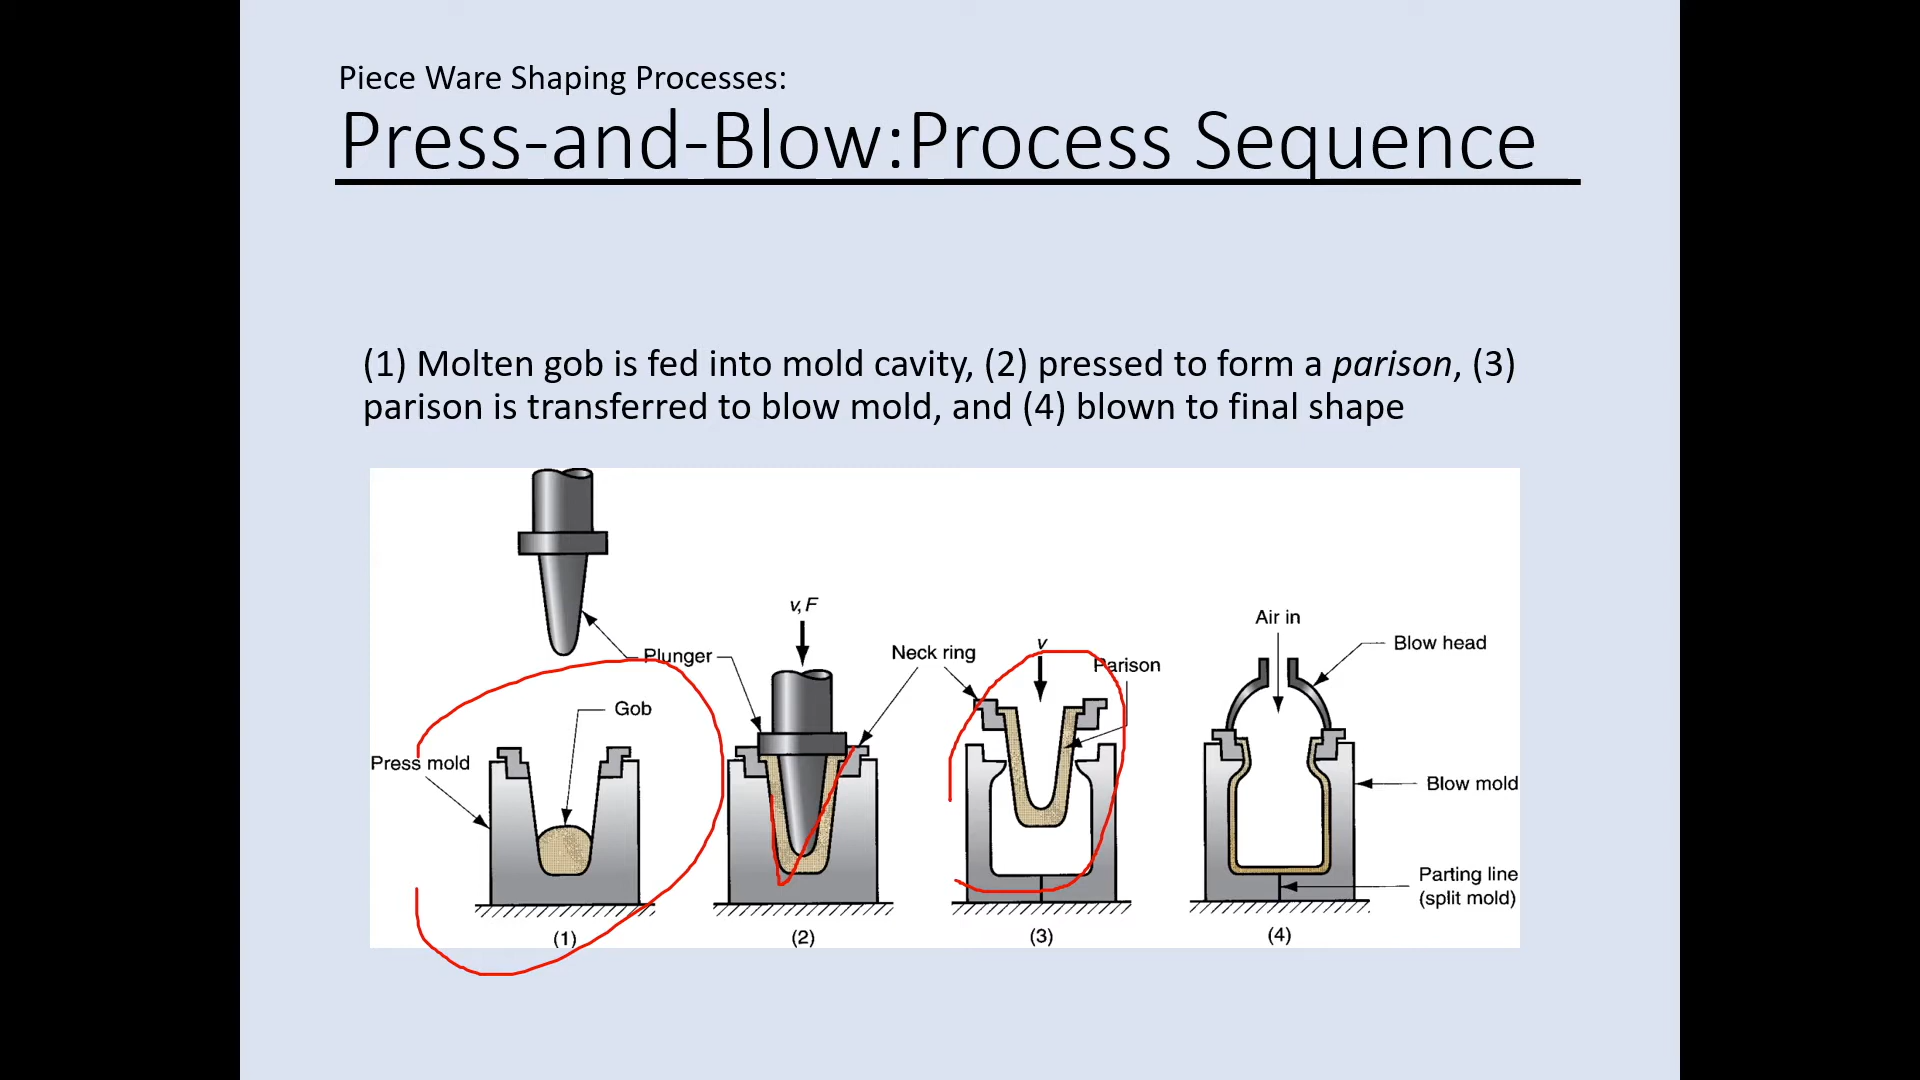 Piece Ware Shaping Processes:
Press-and-Blow:Process Sequence
(1) Molten gob is fed into mold cavity, (2) pressed to form a parison, (3)
parison is transferred to blow mold, and (4) blown to final shape
v, F
Air in
Blow head
v
Plunger
Neck ring
Parison
Gob
Press mold
Blow mold
Parting line
(split mold)
(1)
(2)
(3)
(4)